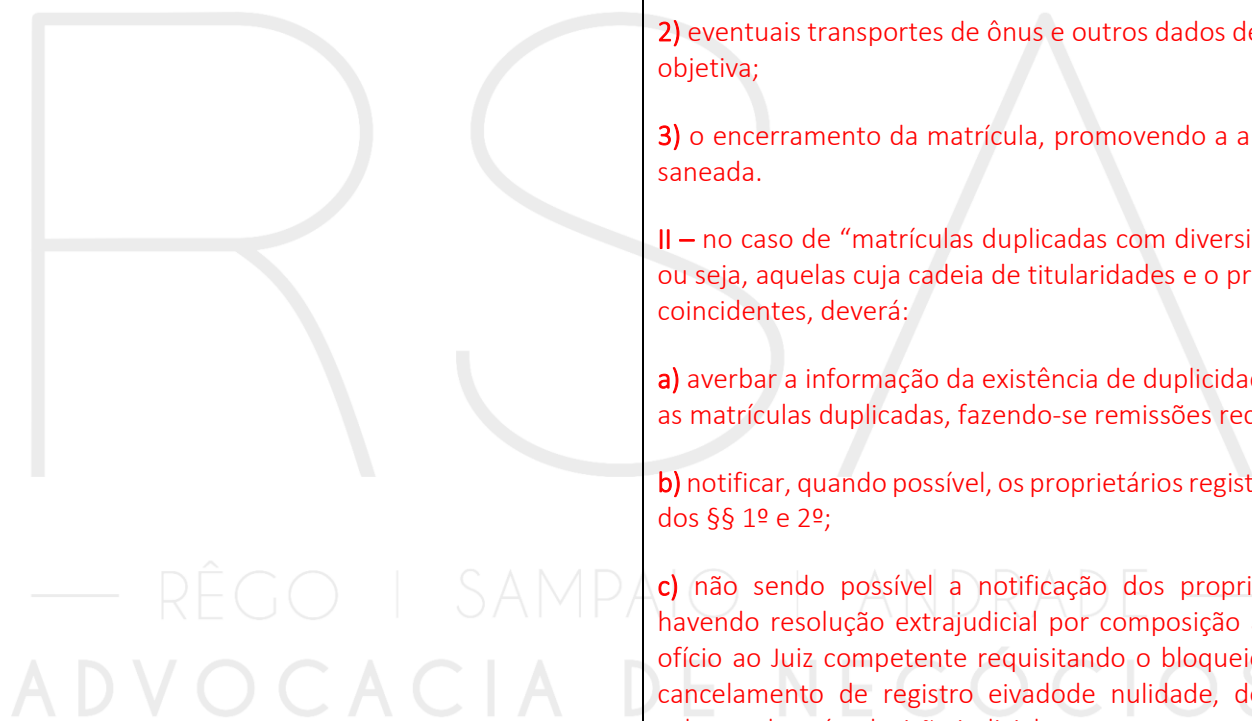 2) eventuais transportes de ônus e outros dados de
objetiva;
3) o encerramento da matrícula, promovendo a a
saneada.
II – no caso de “matrículas duplicadas com diversi
ou seja, aquelas cuja cadeia de titularidades e o pr
coincidentes, deverá:
a) averbar a informação da existência de duplicidad
as matrículas duplicadas, fazendo-se remissões rec
b) notificar, quando possível, os proprietários regist
dos §§ 1º e 2º;
c) não sendo possível a notificação dos propri
havendo resolução extrajudicial por composição
ofício ao Juiz competente requisitando o bloqueio
cancelamento de registro eivadode nulidade, de
RSA
RÊGO | SAMPAIO | ANDRADE
ADVOCACIA DE NEGÓCIOS